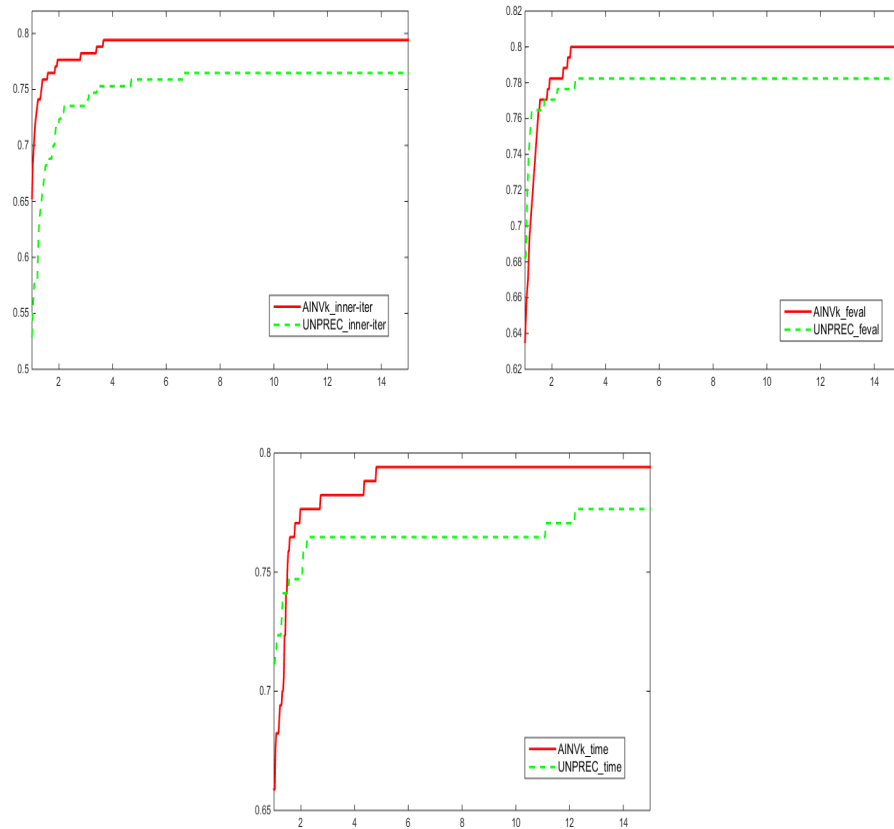 0.8
0.75
0.7
0.65
0.6
0.55
0.5
2 4 6 8 10 12 14
AINVk_inner-iter
UNPREC_inner-iter
0.82
0.8
0.78
0.76
0.74
0.72
0.7
0.68
0.66
0.64
0.62
2 4 6 8 10 12 14
AINVk_feval
UNPREC_feval
0.8
0.75
0.7
0.65
2 4 6 8 10 12 14
AINVk_time
UNPREC_time